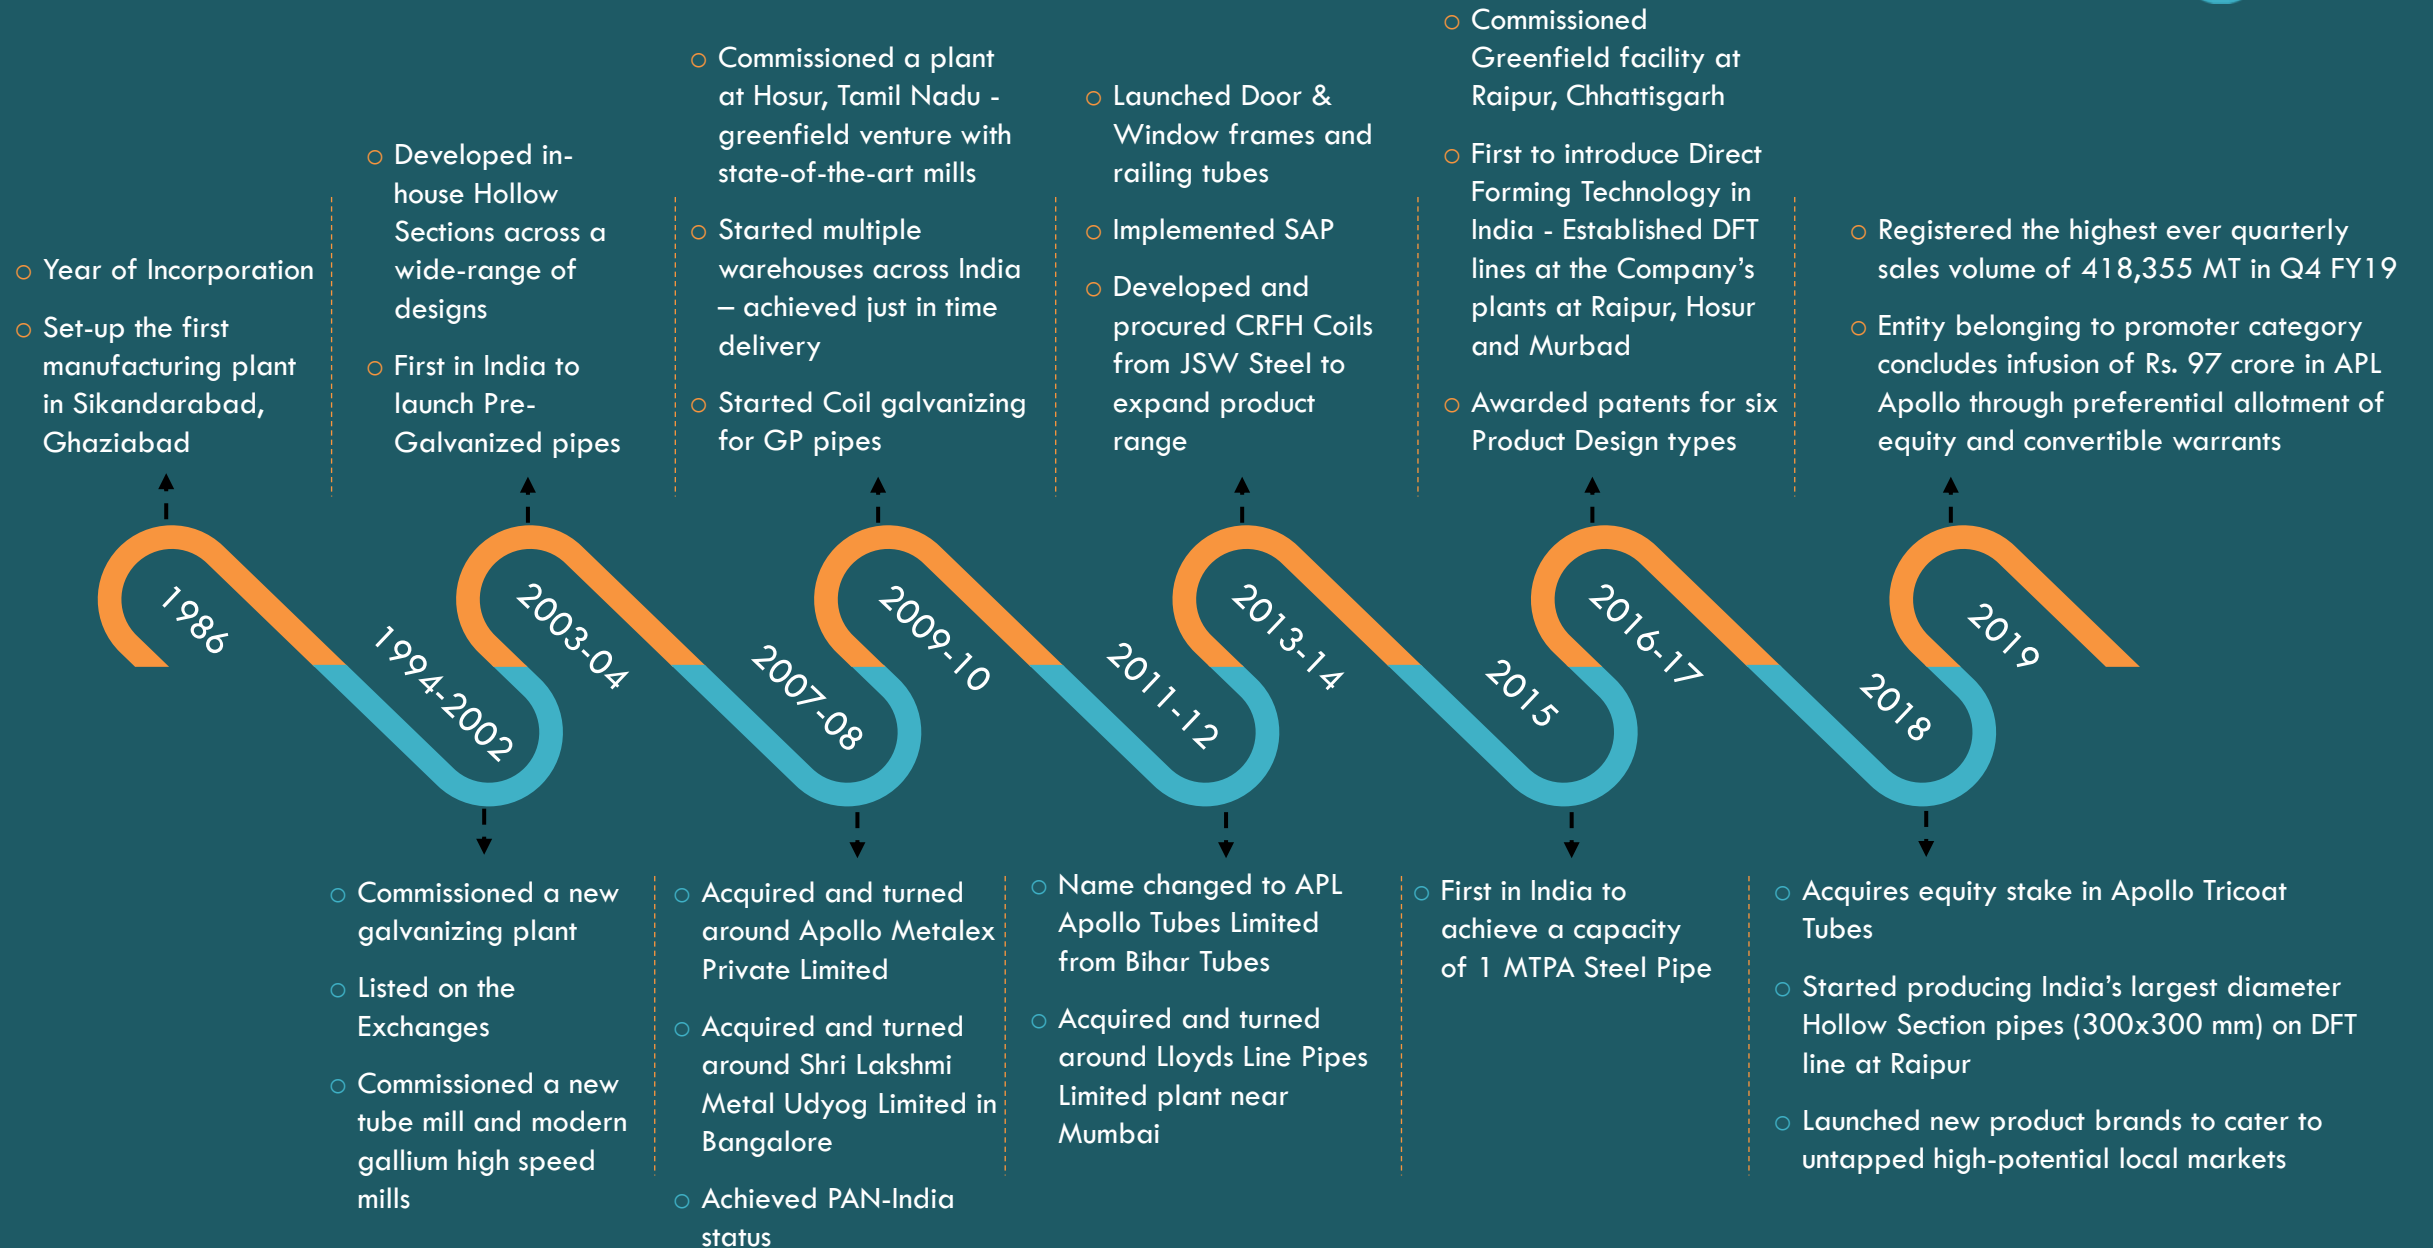 Year of Incorporation
Set-up the first
manufacturing plant
in Sikandarabad,
Ghaziabad
Developed in-
house Hollow
Sections across a
wide-range of
designs
First in India to
launch Pre-
Galvanized pipes
Commissioned a plant
at Hosur, Tamil Nadu -
greenfield venture with
state-of-the-art mills
Started multiple
warehouses across India
– achieved just in time
delivery
Started Coil galvanizing
for GP pipes
Launched Door &
Window frames and
railing tubes
Implemented SAP
Developed and
procured CRFH Coils
from JSW Steel to
expand product
range
Commissioned
Greenfield facility at
Raipur, Chhattisgarh
First to introduce Direct
Forming Technology in
India - Established DFT
lines at the Company’s
plants at Raipur, Hosur
and Murbad
Awarded patents for six
Product Design types
Registered the highest ever quarterly
sales volume of 418,355 MT in Q4 FY19
Entity belonging to promoter category
concludes infusion of Rs. 97 crore in APL
Apollo through preferential allotment of
equity and convertible warrants
1986
1994-2002
2003-04
2007-08
2009-10
2011-12
2013-14
2015
2016-17
2018
2019
Commissioned a new
galvanizing plant
Listed on the
Exchanges
Commissioned a new
tube mill and modern
gallium high speed
mills
Acquired and turned
around Apollo Metalex
Private Limited
Acquired and turned
around Shri Lakshmi
Metal Udyog Limited in
Bangalore
Achieved PAN-India
status
Name changed to APL
Apollo Tubes Limited
from Bihar Tubes
Acquired and turned
around Lloyds Line Pipes
Limited plant near
Mumbai
First in India to
achieve a capacity
of 1 MTPA Steel Pipe
Acquires equity stake in Apollo Tricoat
Tubes
Started producing India’s largest diameter
Hollow Section pipes (300x300 mm) on DFT
line at Raipur
Launched new product brands to cater to
untapped high-potential local markets